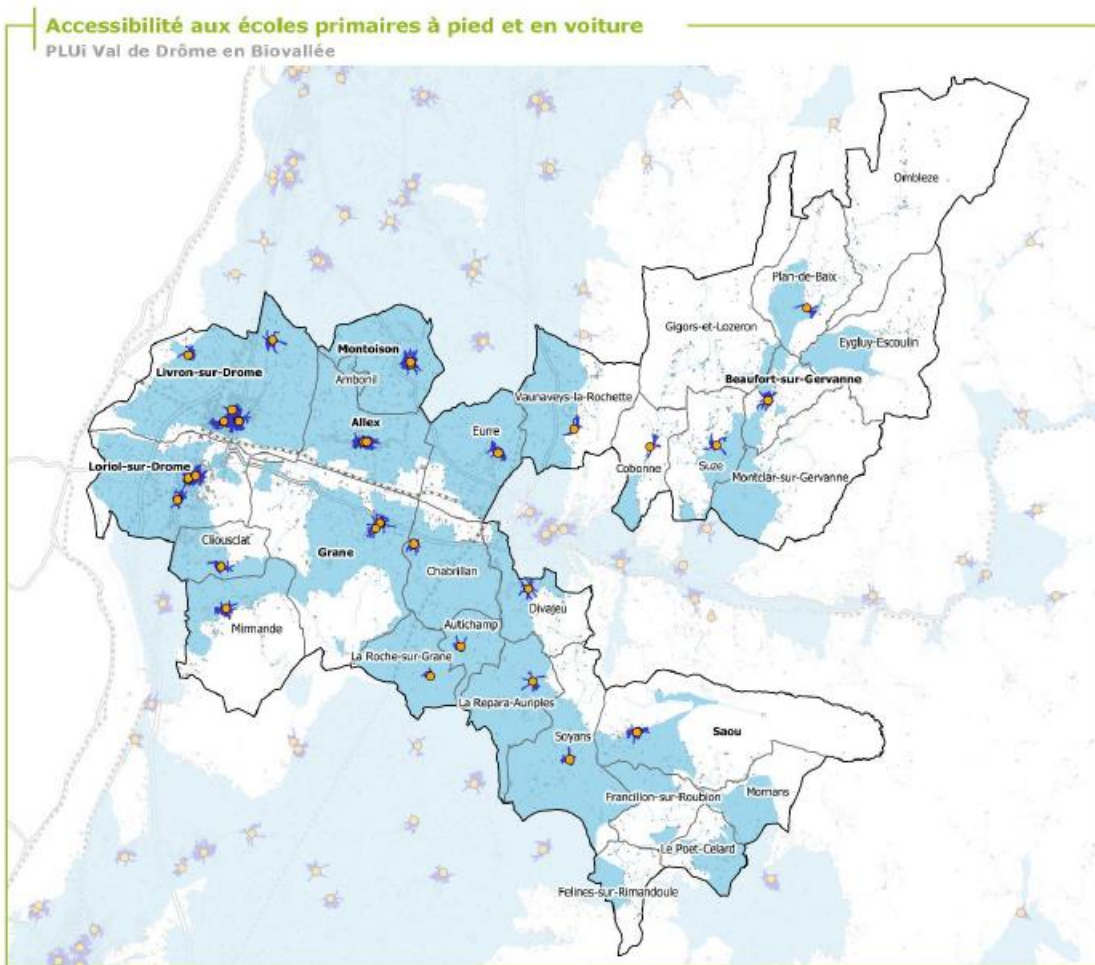 Accessibilité aux écoles primaires à pied et en voiture
PLUi Val de Drôme en Biovallée
Ombleze
Plan-de-Baix
Gigors-et-Lozeron
Eygluy-Escoulin
Montoison
Livron-sur-Drome
Ambonil
Beaufort-sur-Gervanne
Vaunaveys-la-Rochette
Allex
Eurre
Loriol-sur-Drome
Cobonne
Suze
Montclar-sur-Gervanne
Cliousclat
Grane
Chabrillan
Divajeu
Mirmande
Autichamp
La Roche-sur-Grane
La Repara-Auriples
Soyans
Saou
Francillon-sur-Roubion
Mornans
Le Poet-Celard
Felines-sur-Rimandoule